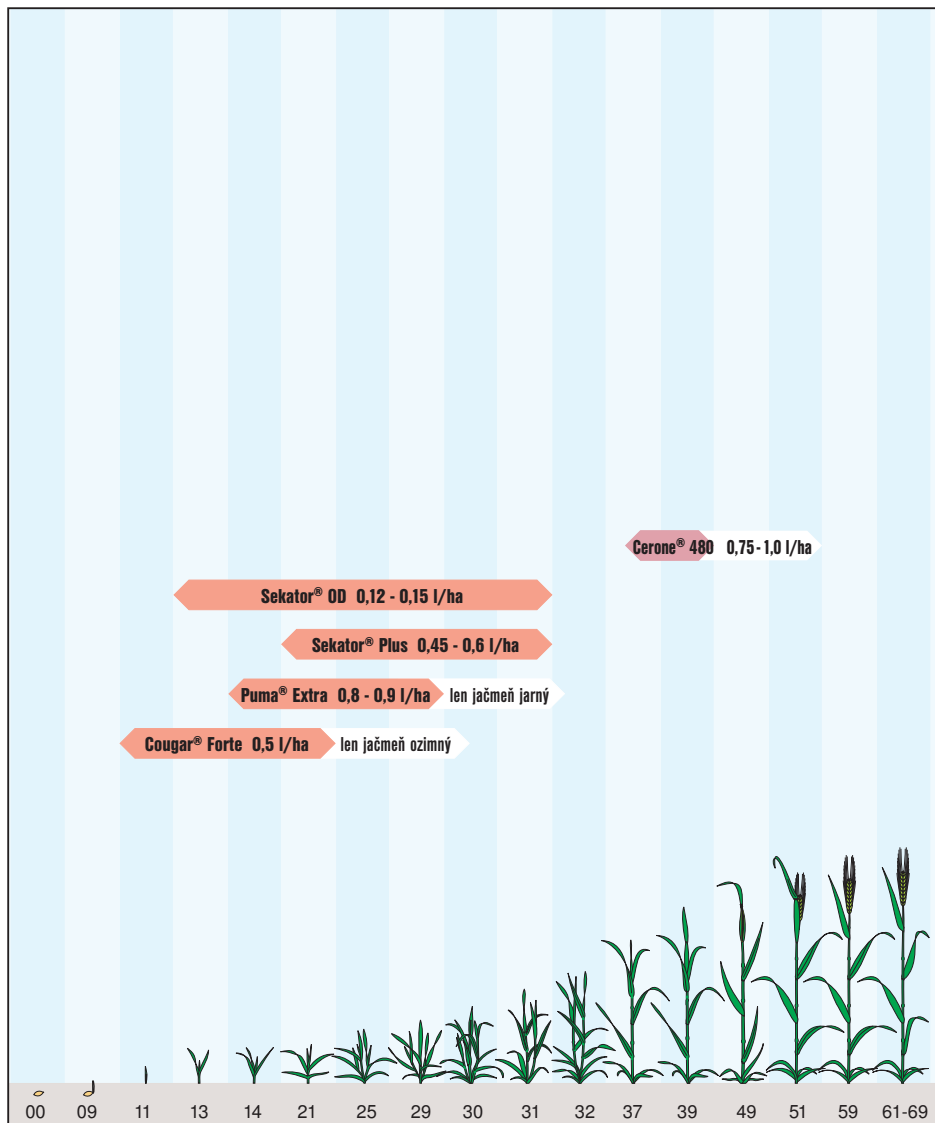 Cerone® 480 0,75 - 1,0 l/ha
Sekator® OD 0,12 - 0,15 l/ha
Sekator® Plus 0,45 - 0,6 l/ha
Puma® Extra 0,8 - 0,9 l/ha len jačmeň jarný
Cougar® Forte 0,5 l/ha len jačmeň ozimný
00 09 11 13 14 21 25 29 30 31 32 37 39 49 51 59 61-69